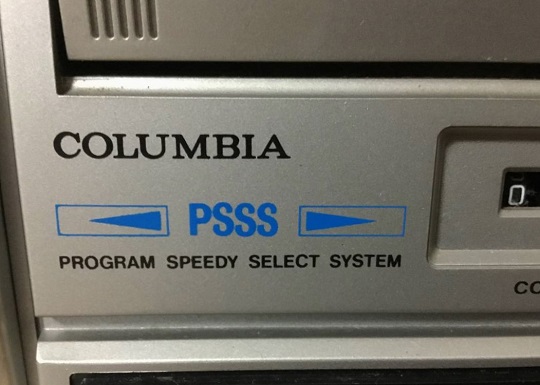 COLUMBIA
PSSS
PROGRAM SPEEDY SELECT SYSTEM
0